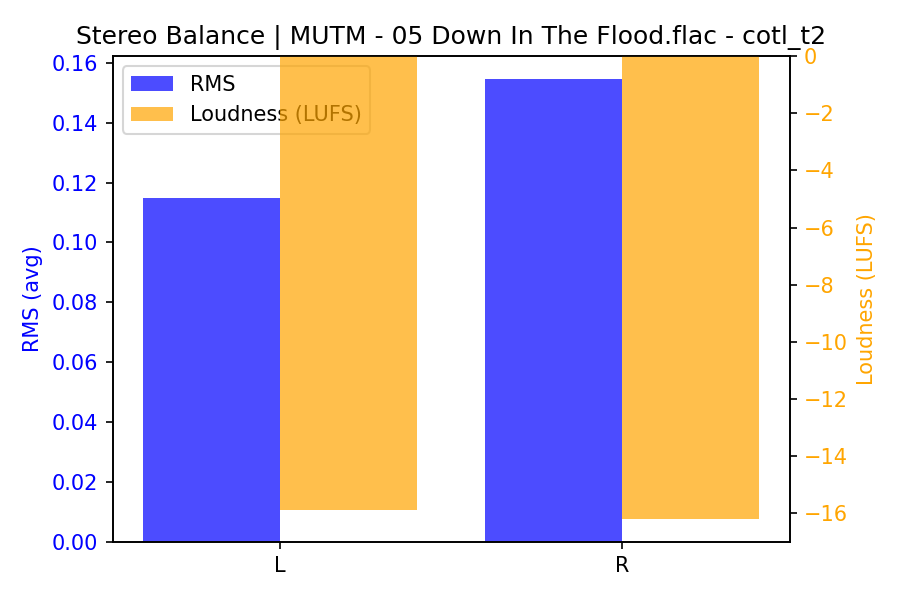 Stereo Balance | MUTM - 05 Down In The Flood.flac - cotl_t2
RMS
Loudness (LUFS)
0.16
0.14
0.12
0.10
0.08
0.06
0.04
0.02
0.00
RMS (avg)
0
−2
−4
−6
−8
−10
−12
−14
−16
Loudness (LUFS)
L
R